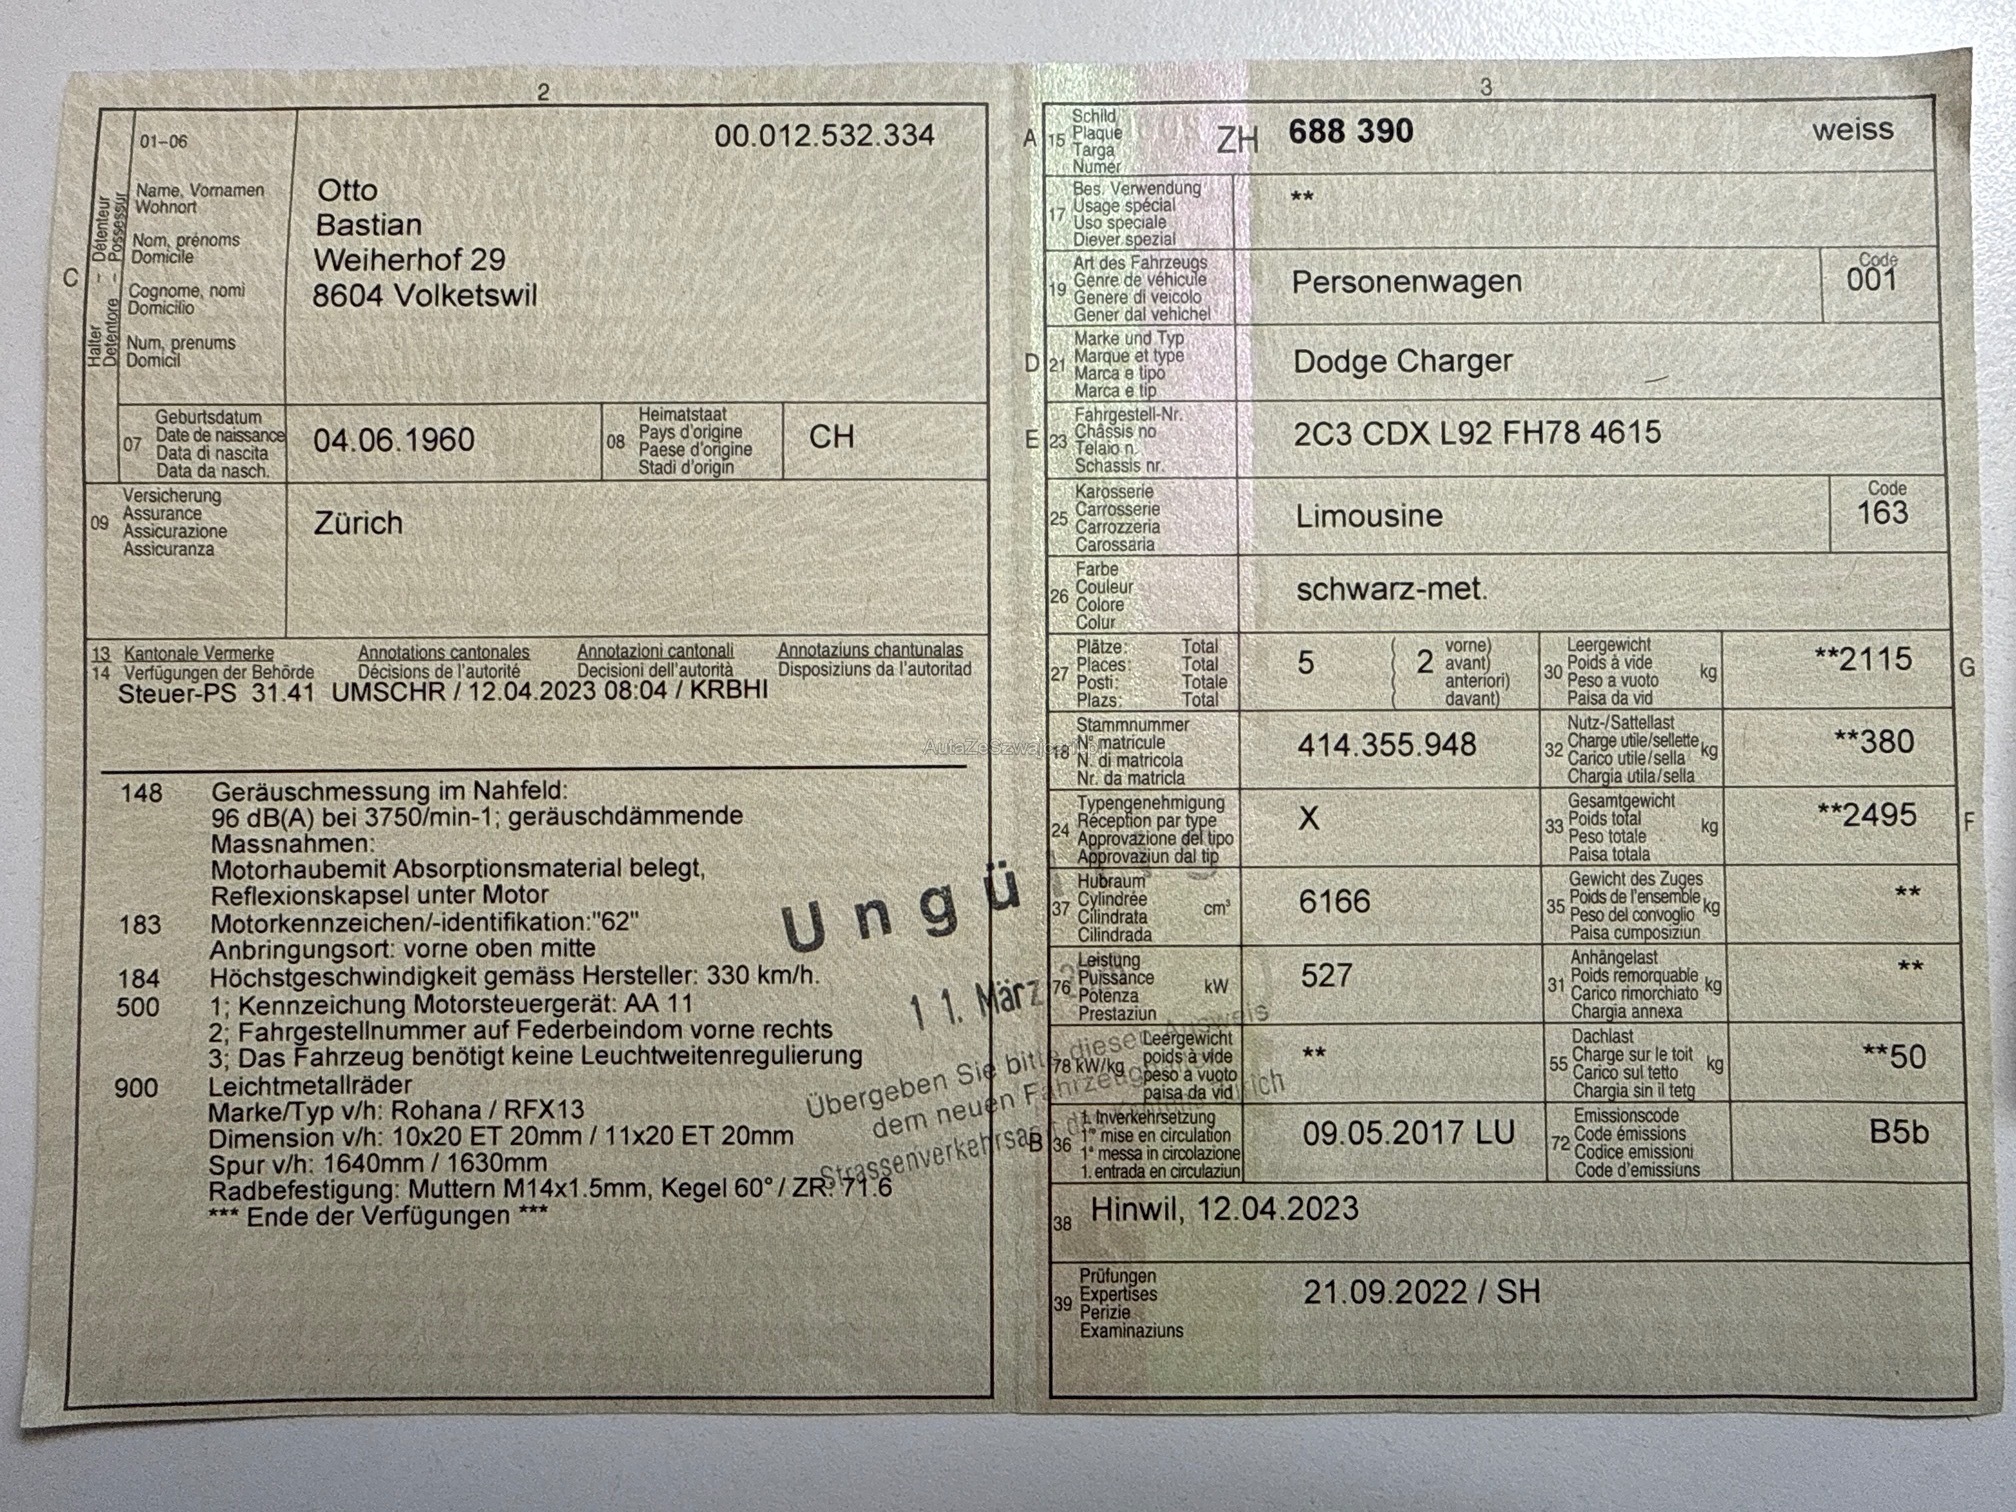 2
01–06
00.012.532.334
Halter – Détenteur
Detentore – Possessur
C
Name, Vornamen
Wohnort
Nom, prénoms
Domicile
Cognome, nomi
Domicilio
Num, prenums
Domicil
Otto
Bastian
Weiherhof 29
8604 Volketswil
07
Geburtsdatum
Date de naissance
Data di nascita
Data da nasch.
04.06.1960
08
Heimatstaat
Pays d'origine
Paese d'origine
Stadi d'origin
CH
09
Versicherung
Assurance
Assicurazione
Assicuranza
Zürich
13 Kantonale Vermerke Annotations cantonales Annotazioni cantonali Annotaziuns chantunalas
14 Verfügungen der Behörde Décisions de l'autorité Decisioni dell'autorità Disposiziuns da l'autoritad
Steuer-PS 31.41 UMSCHR / 12.04.2023 08:04 / KRBHI
148 Geräuschmessung im Nahfeld:
96 dB(A) bei 3750/min-1; geräuschdämmende
Massnahmen:
Motorhaubemit Absorptionsmaterial belegt,
Reflexionskapsel unter Motor
183 Motorkennzeichen/-identifikation:"62"
Anbringungsort: vorne oben mitte
184 Höchstgeschwindigkeit gemäss Hersteller: 330 km/h.
500 1; Kennzeichung Motorsteuergerät: AA 11
2; Fahrgestellnummer auf Federbeindom vorne rechts
3; Das Fahrzeug benötigt keine Leuchtweitenregulierung
900 Leichtmetallräder
Marke/Typ v/h: Rohana / RFX13
Dimension v/h: 10x20 ET 20mm / 11x20 ET 20mm
Spur v/h: 1640mm / 1630mm
Radbefestigung: Muttern M14x1.5mm, Kegel 60° / ZR: 71.6
*** Ende der Verfügungen ***
Ungü
11. März
Übergeben Sie bitte diesen Ausweis
dem neuen
Strassenverkehrsa
3
A
15
Schild
Plaque
Targa
Numer
ZH 688 390 weiss
17
Bes. Verwendung
Usage spécial
Uso speciale
Diever spezial
**
19
Art des Fahrzeugs
Genre de véhicule
Genere di veicolo
Gener dal vehichel
Personenwagen
Code
001
D
21
Marke und Typ
Marque et type
Marca e tipo
Marca e tip
Dodge Charger
E
23
Fahrgestell-Nr.
Châssis no
Telaio n.
Schassis nr.
2C3 CDX L92 FH78 4615
25
Karosserie
Carrosserie
Carrozzeria
Carossaria
Limousine
Code
163
26
Farbe
Couleur
Colore
Colur
schwarz-met.
27
Plätze: Total
Places: Total
Posti: Totale
Plazs: Total
5
( 2 vorne)
avant)
anteriori)
( davant)
30
Leergewicht
Poids à vide
Peso a vuoto
Paisa da vid
kg
**2115
G
18
Stammnummer
N° matricule
N. di matricola
Nr. da matricla
414.355.948
32
Nutz-/Sattellast
Charge utile/sellette
Carico utile/sella
Chargia utila/sella
kg
**380
24
Typengenehmigung
Réception par type
Approvazione del tipo
Approvaziun dal tip
X
33
Gesamtgewicht
Poids total
Peso totale
Paisa totala
kg
**2495
F
37
Hubraum
Cylindrée
Cilindrata
Cilindrada
cm³
6166
35
Gewicht des Zuges
Poids de l'ensemble
Peso del convoglio
Paisa cumposiziun
kg
**
76
Leistung
Puissance
Potenza
Prestaziun
kW
527
31
Anhängelast
Poids remorquable
Carico rimorchiato
Chargia annexa
kg
**
78 kW/kg
Leergewicht
poids à vide
peso a vuoto
paisa da vid
**
55
Dachlast
Charge sur le toit
Carico sul tetto
Chargia sin il tetg
kg
**50
B
36
1. Inverkehrsetzung
1re mise en circulation
1a messa in circolazione
1. entrada en circulaziun
09.05.2017 LU
72
Emissionscode
Code émissions
Codice emissioni
Code d'emissiuns
B5b
38
Hinwil, 12.04.2023
39
Prüfungen
Expertises
Perizie
Examinaziuns
21.09.2022 / SH